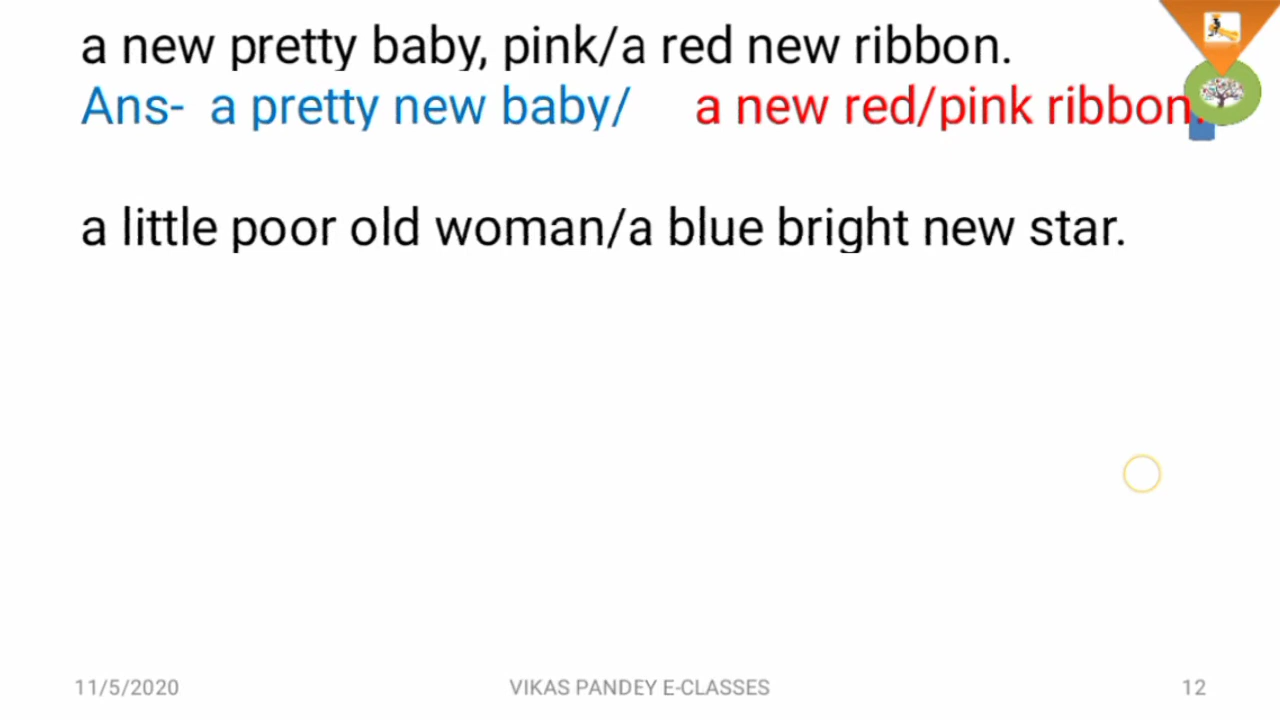 a new pretty baby, pink/a red new ribbon.
Ans- a pretty new baby/ a new red/pink ribbon.
a little poor old woman/a blue bright new star.
11/5/2020 VIKAS PANDEY E-CLASSES 12